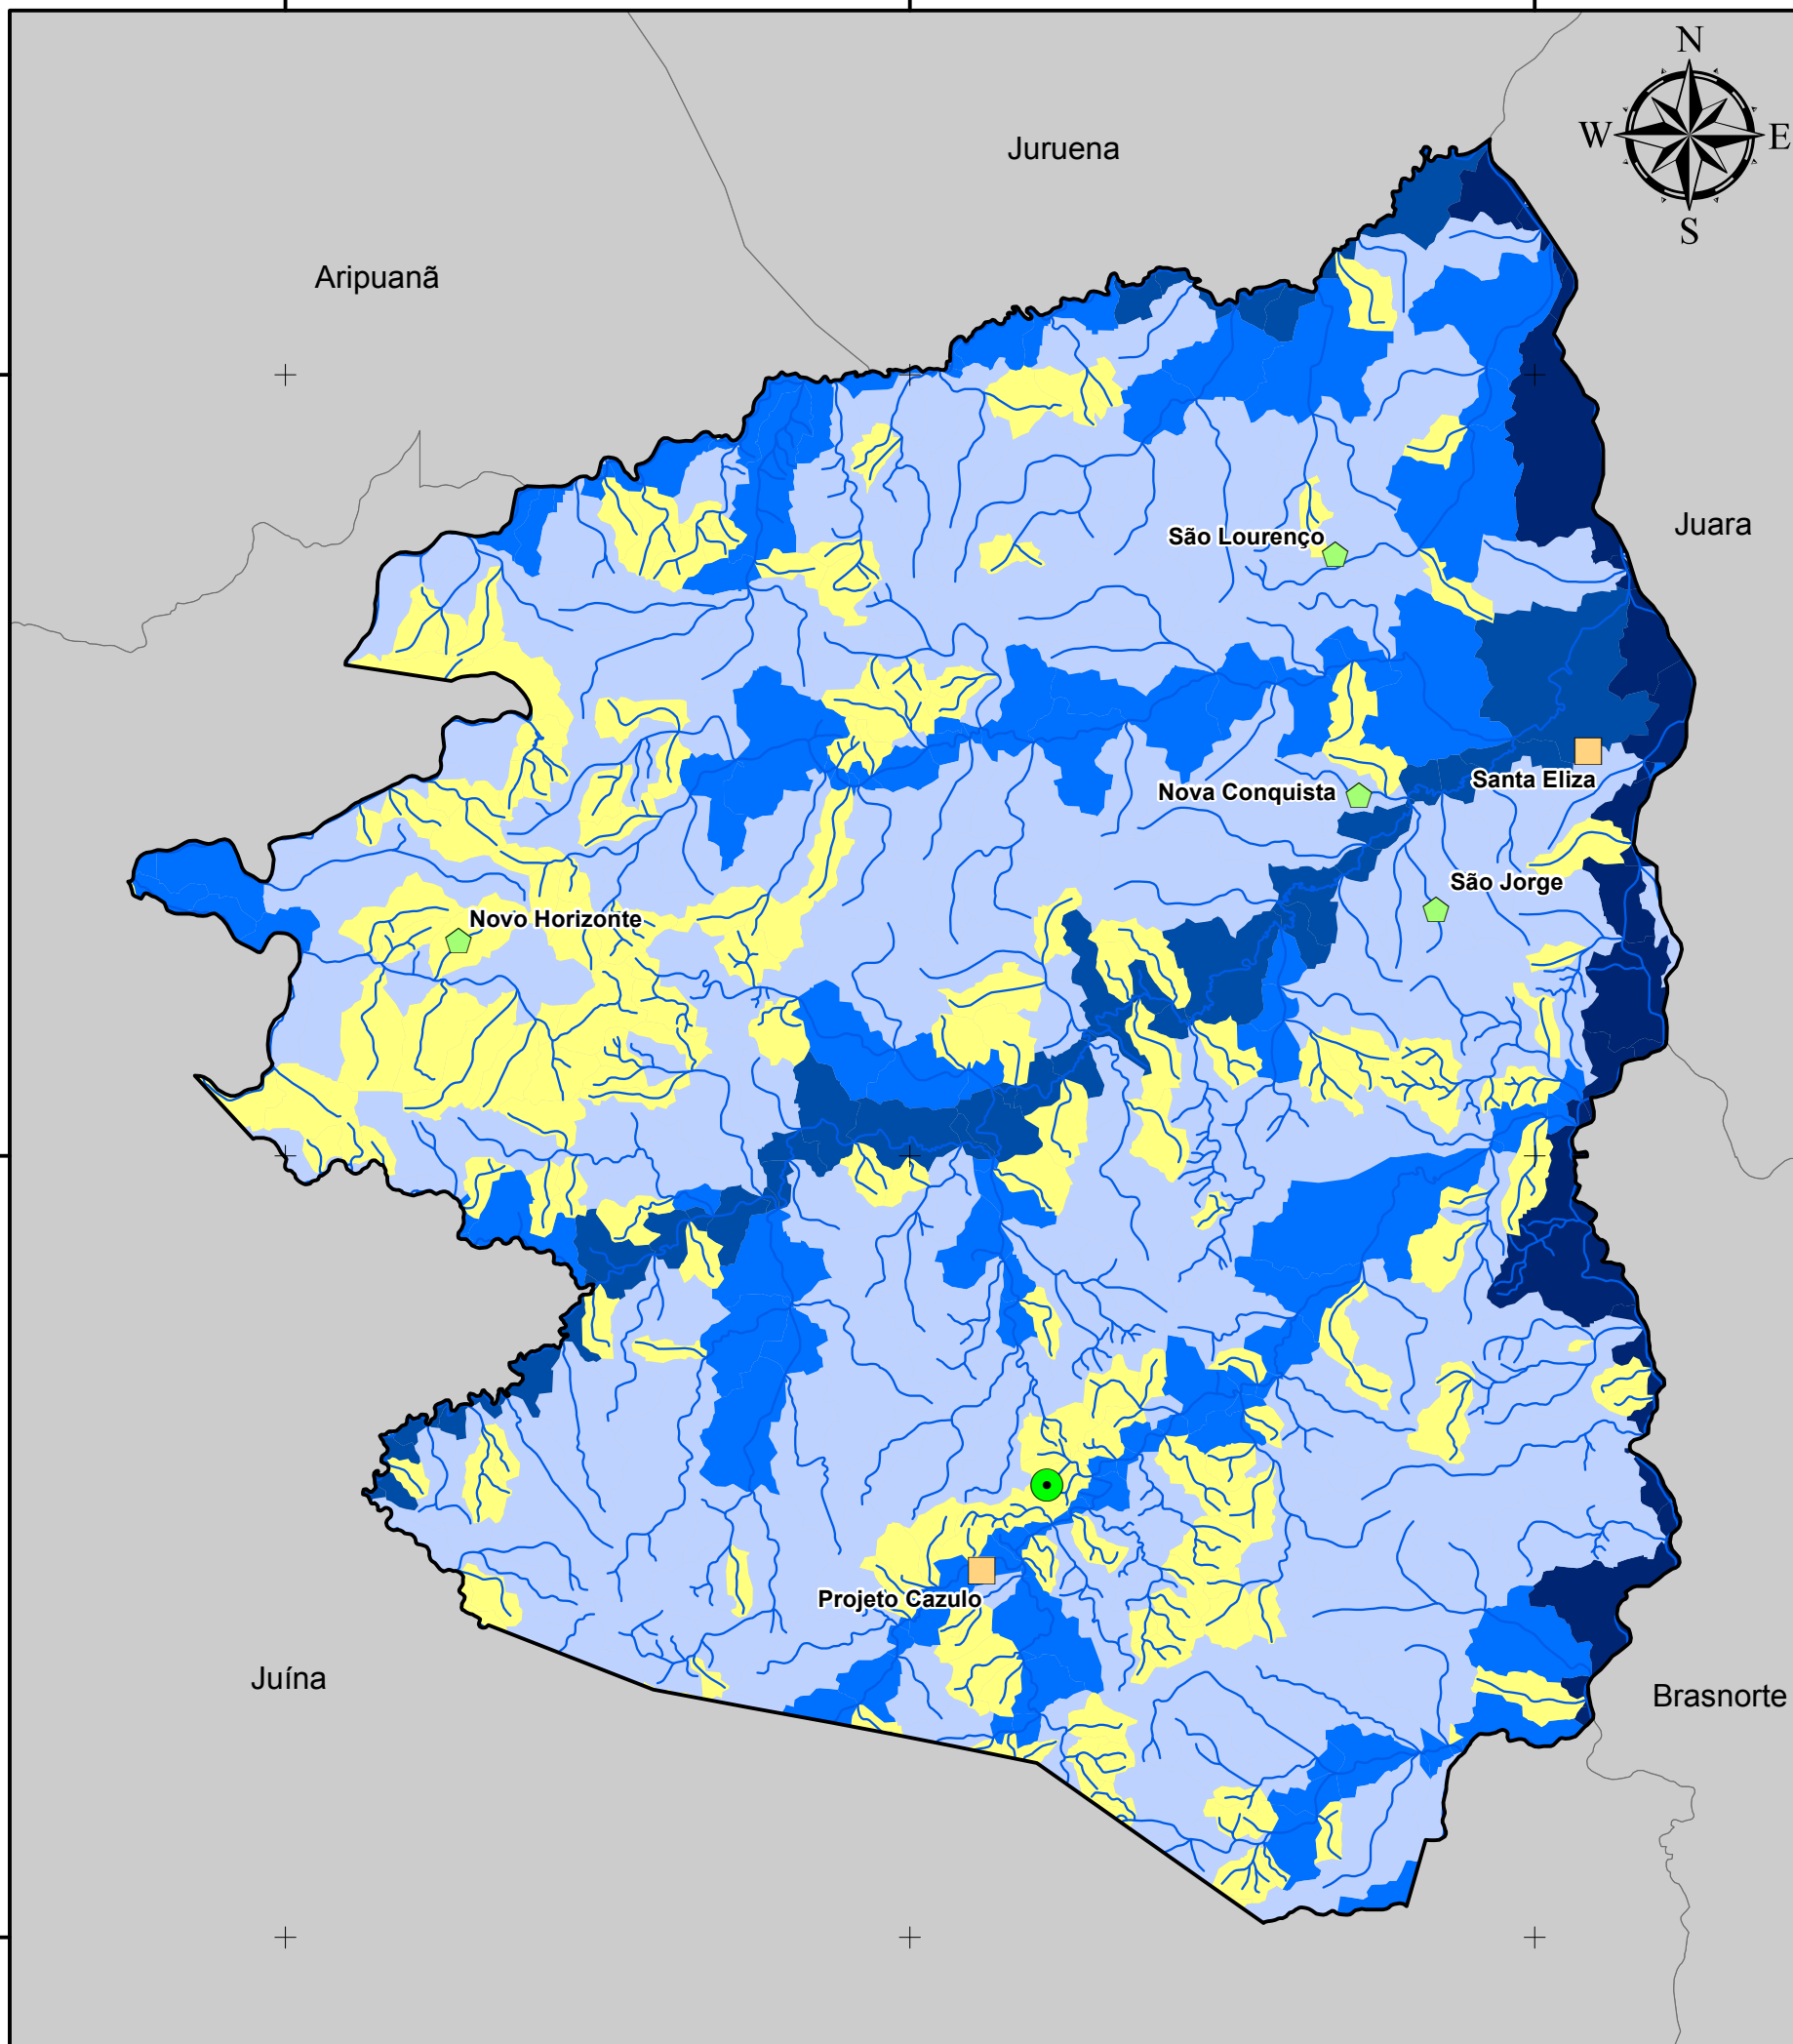 N
W
E
S
Juruena
Aripuanã
Juara
São Lourenço
Santa Eliza
Nova Conquista
São Jorge
Novo Horizonte
Projeto Cazulo
Juína
Brasnorte